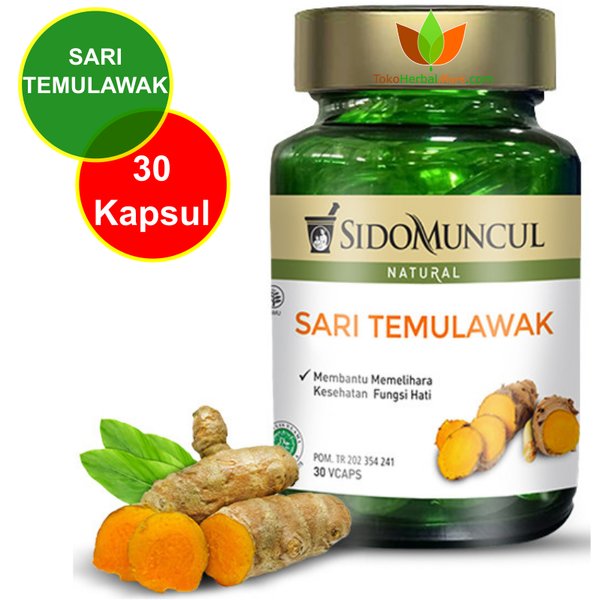 SARI
TEMULAWAK
30
Kapsul
SIDOMUNCUL
NATURAL
SARI TEMULAWAK
✓ Membantu Memelihara
Kesehatan Fungsi Hati
POM. TR 202 354 241
30 VCAPS